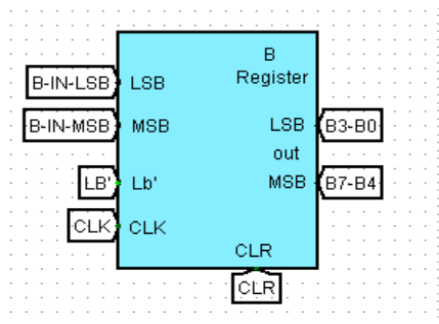 B
Register
B-IN-LSB LSB
B-IN-MSB MSB
LSB B3-B0
out
LB' Lb'
MSB B7-B4
CLK CLK
CLR
CLR